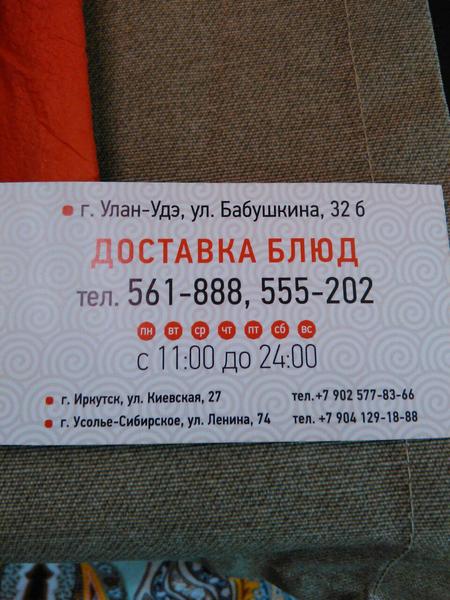 г. Улан-Удэ, ул. Бабушкина, 32 б
ДОСТАВКА БЛЮД
тел. 561-888, 555-202
пн вт ср чт пт сб вс
с 11:00 до 24:00
г. Иркутск, ул. Киевская, 27 тел.+7 902 577-83-66
г. Усолье-Сибирское, ул. Ленина, 74 тел. +7 904 129-18-88